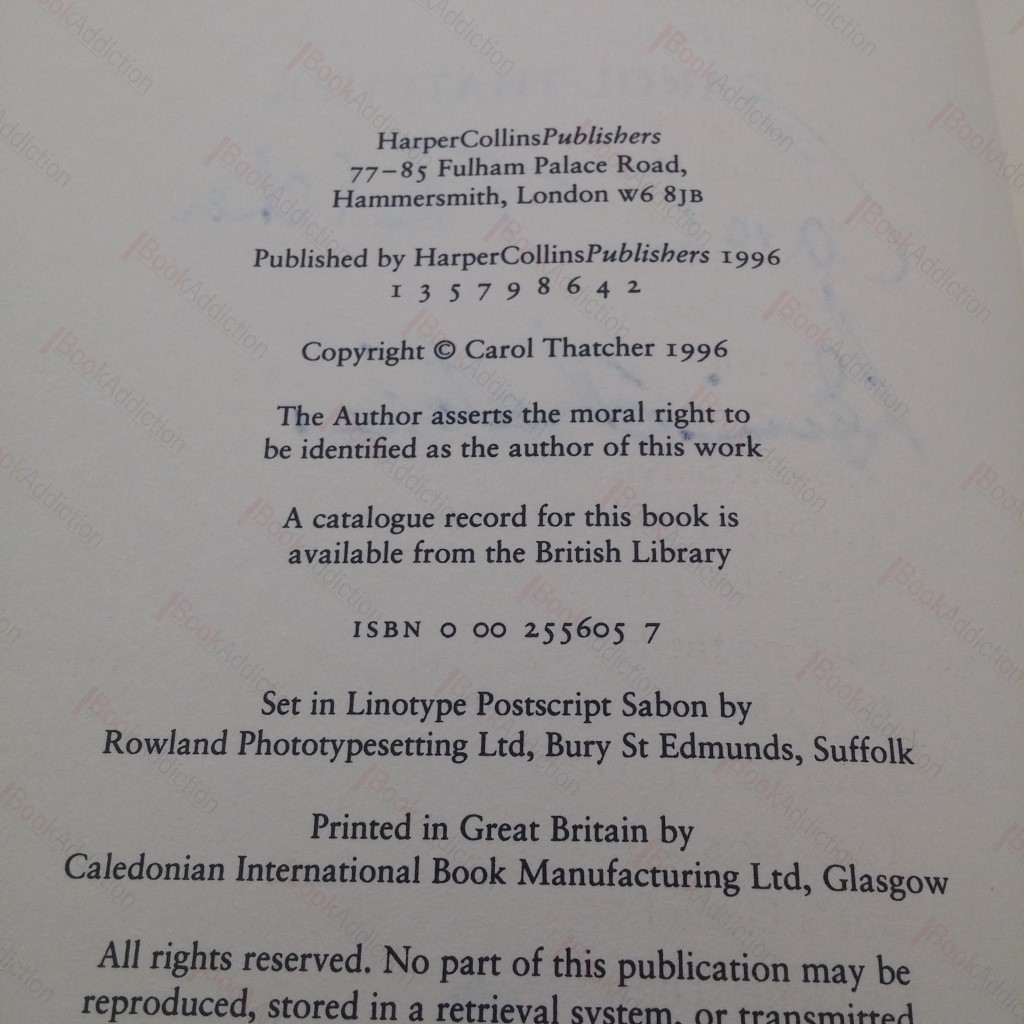 HarperCollinsPublishers
77–85 Fulham Palace Road,
Hammersmith, London W6 8JB
Published by HarperCollinsPublishers 1996
1 3 5 7 9 8 6 4 2
Copyright © Carol Thatcher 1996
The Author asserts the moral right to
be identified as the author of this work
A catalogue record for this book is
available from the British Library
ISBN 0 00 255605 7
Set in Linotype Postscript Sabon by
Rowland Phototypesetting Ltd, Bury St Edmunds, Suffolk
Printed in Great Britain by
Caledonian International Book Manufacturing Ltd, Glasgow
All rights reserved. No part of this publication may be
reproduced, stored in a retrieval system, or transmitted
BookAddiction